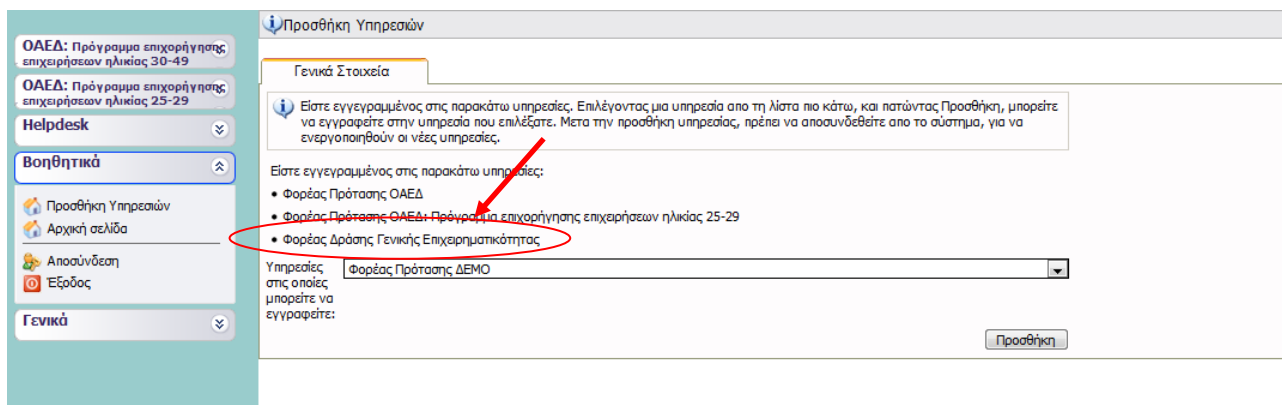 ΟΑΕΔ: Πρόγραμμα επιχορήγησης
επιχειρήσεων ηλικίας 30-49
ΟΑΕΔ: Πρόγραμμα επιχορήγησης
επιχειρήσεων ηλικίας 25-29
Helpdesk
Βοηθητικά
Προσθήκη Υπηρεσιών
Αρχική σελίδα
Αποσύνδεση
Έξοδος
Γενικά
Προσθήκη Υπηρεσιών
Γενικά Στοιχεία
Είστε εγγεγραμμένος στις παρακάτω υπηρεσίες. Επιλέγοντας μια υπηρεσία απο τη λίστα πιο κάτω, και πατώντας Προσθήκη, μπορείτε
να εγγραφείτε στην υπηρεσία που επιλέξατε. Μετα την προσθήκη υπηρεσίας, πρέπει να αποσυνδεθείτε απο το σύστημα, για να
ενεργοποιηθούν οι νέες υπηρεσίες.
Είστε εγγεγραμμένος στις παρακάτω υπηρεσίες:
• Φορέας Πρότασης ΟΑΕΔ
• Φορέας Πρότασης ΟΑΕΔ: Πρόγραμμα επιχορήγησης επιχειρήσεων ηλικίας 25-29
• Φορέας Δράσης Γενικής Επιχειρηματικότητας
Υπηρεσίες
στις οποίες
μπορείτε να
εγγραφείτε:
Φορέας Πρότασης ΔΕΜΟ
Προσθήκη